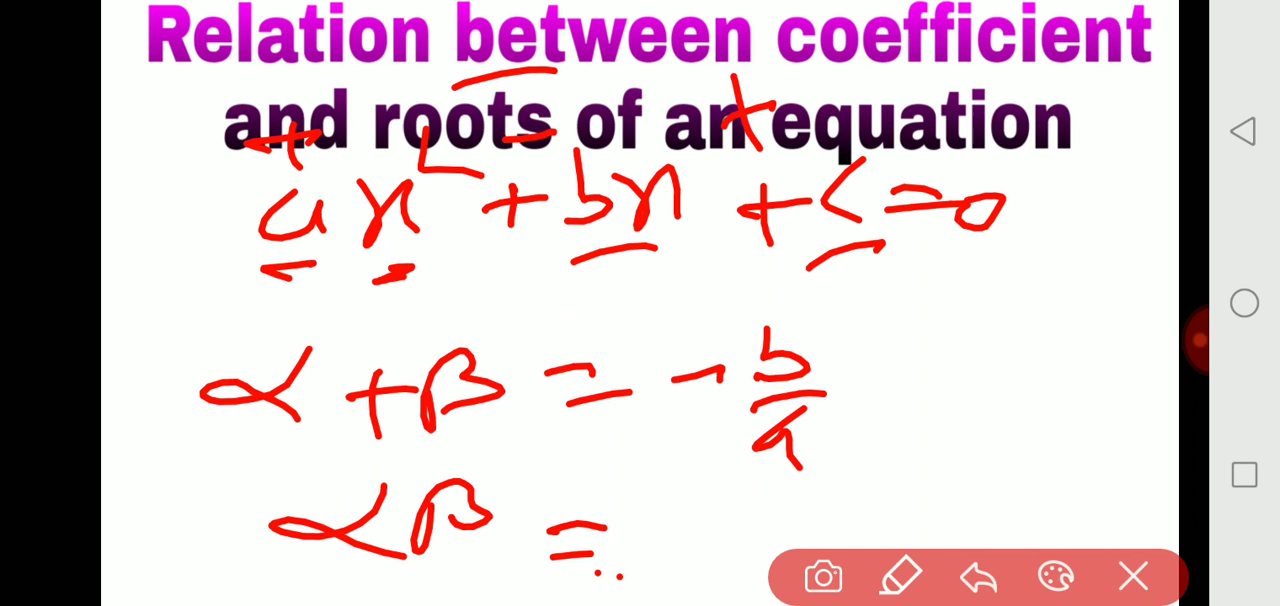 Relation between coefficient
and roots of an equation
ax² + bx + c = 0
α + β = - b/a
αβ =